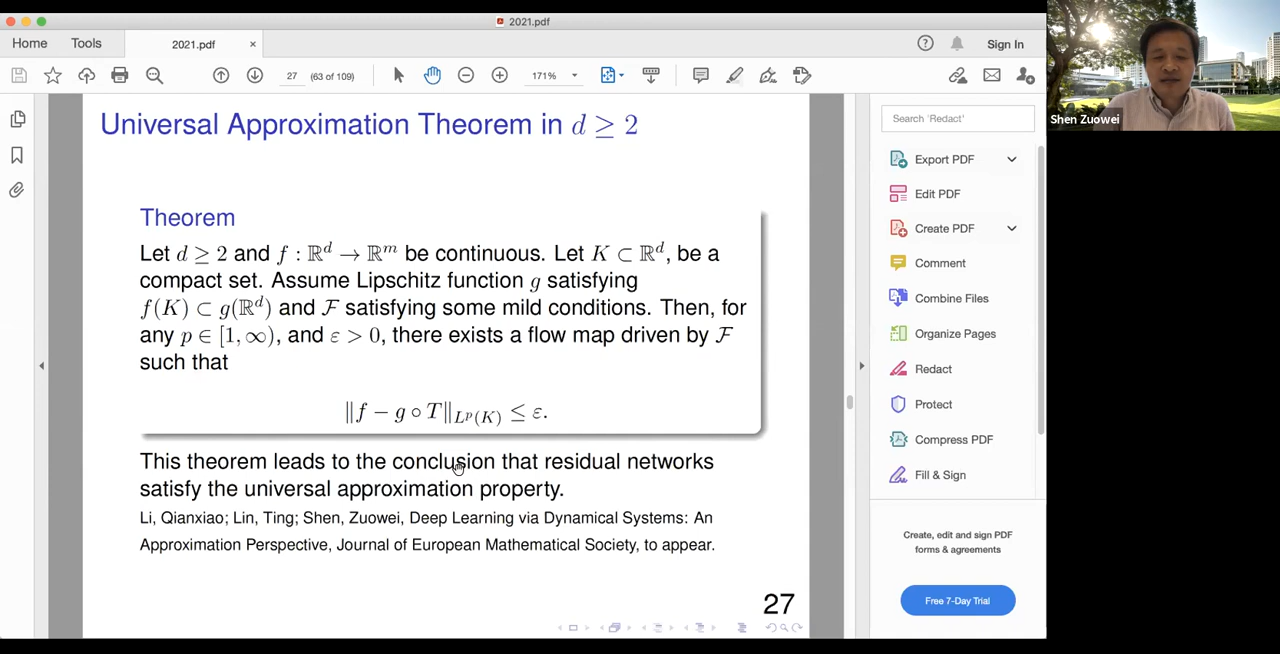 2021.pdf
Home
Tools
2021.pdf
×
Sign In
27
(63 of 109)
171%
Universal Approximation Theorem in d ≥ 2
Theorem
Let d ≥ 2 and f : ℝᵈ → ℝᵐ be continuous. Let K ⊂ ℝᵈ, be a
compact set. Assume Lipschitz function g satisfying
f(K) ⊂ g(ℝᵈ) and ℱ satisfying some mild conditions. Then, for
any p ∈ [1, ∞), and ε > 0, there exists a flow map driven by ℱ
such that
‖f − g ∘ T‖_{Lᵖ(K)} ≤ ε.
This theorem leads to the conclusion that residual networks
satisfy the universal approximation property.
Li, Qianxiao; Lin, Ting; Shen, Zuowei, Deep Learning via Dynamical Systems: An
Approximation Perspective, Journal of European Mathematical Society, to appear.
27
Search 'Redact'
Export PDF
Edit PDF
Create PDF
Comment
Combine Files
Organize Pages
Redact
Protect
Compress PDF
Fill & Sign
Create, edit and sign PDF
forms & agreements
Free 7-Day Trial
Shen Zuowei